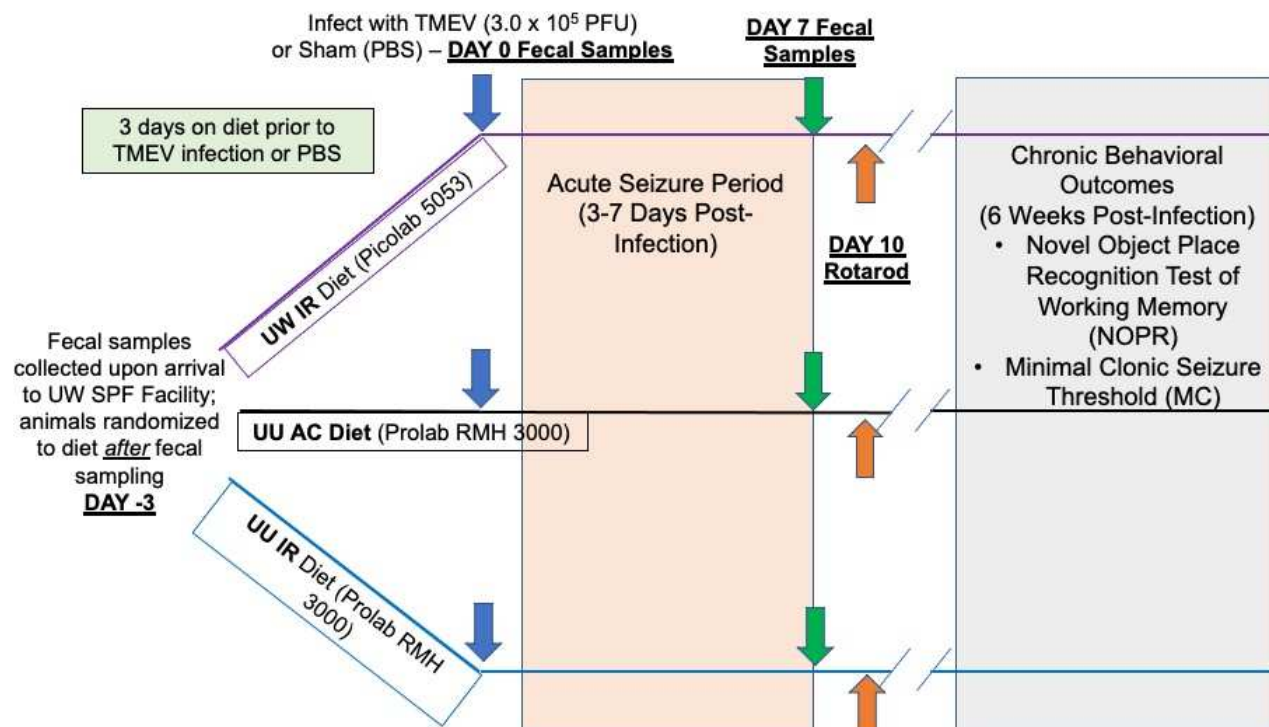 Infect with TMEV (3.0 x 10⁵ PFU)
or Sham (PBS) – DAY 0 Fecal Samples
DAY 7 Fecal
Samples
3 days on diet prior to
TMEV infection or PBS
UW IR Diet (Picolab 5053)
Acute Seizure Period
(3-7 Days Post-
Infection)
DAY 10
Rotarod
Chronic Behavioral
Outcomes
(6 Weeks Post-Infection)
• Novel Object Place
Recognition Test of
Working Memory
(NOPR)
• Minimal Clonic Seizure
Threshold (MC)
Fecal samples
collected upon arrival
to UW SPF Facility;
animals randomized
to diet after fecal
sampling
DAY -3
UU AC Diet (Prolab RMH 3000)
UU IR Diet (Prolab RMH
3000)